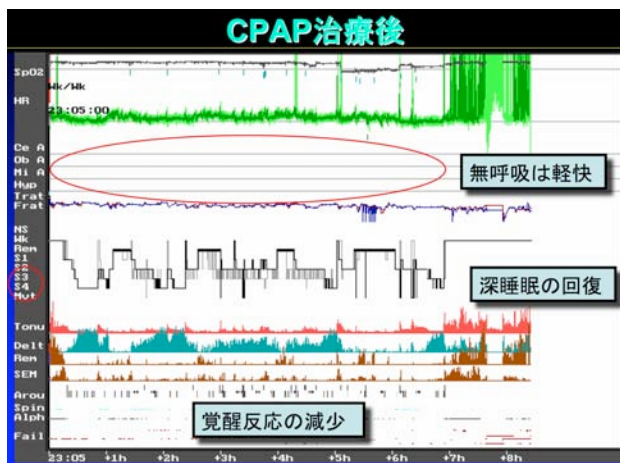 CPAP治療後
SpO2
Wk/Wk
HR
23:05:00
Ce A
Ob A
Mi A
Hyp
無呼吸は軽快
Trat
Frat
NS
Wk
Rem
S1
S2
S3
S4
Mvt
深睡眠の回復
Tonu
Delt
Rem
SEM
Arou
Spin
Alph
覚醒反応の減少
Fail
23:05 +1h +2h +3h +4h +5h +6h +7h +8h